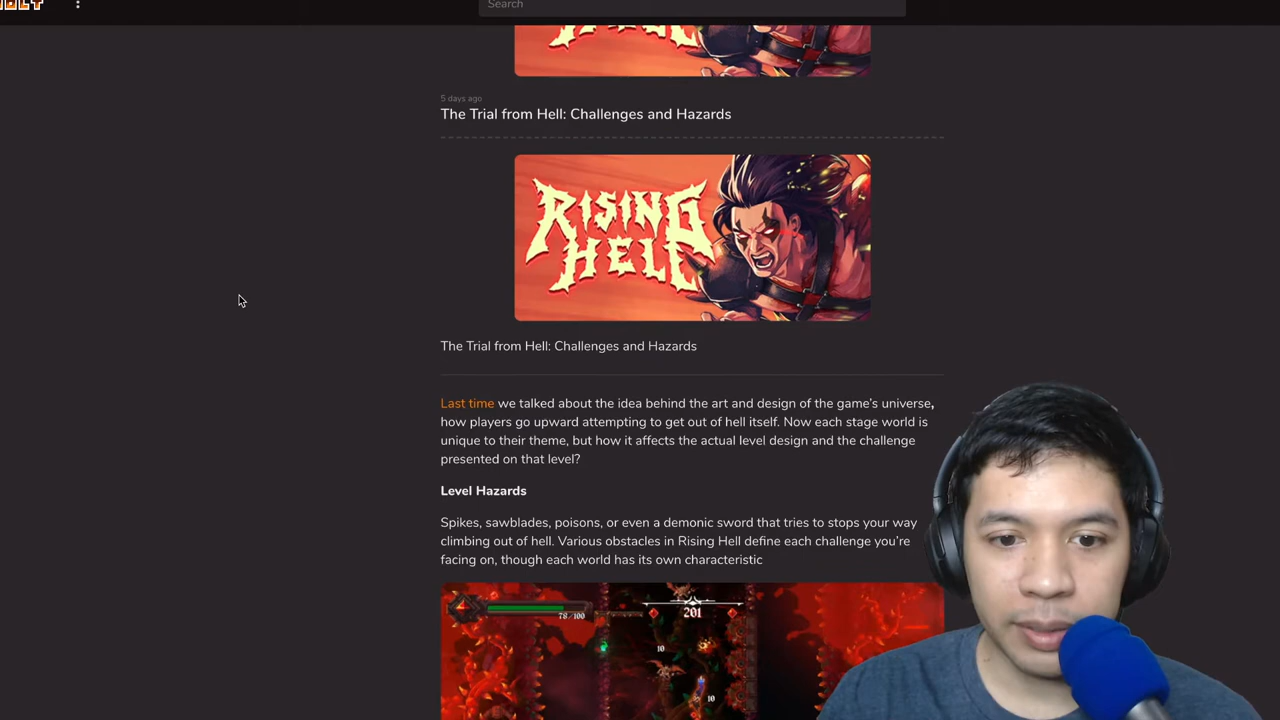 Search
5 days ago
The Trial from Hell: Challenges and Hazards
RISING
HELL
The Trial from Hell: Challenges and Hazards
Last time we talked about the idea behind the art and design of the game's universe,
how players go upward attempting to get out of hell itself. Now each stage world is
unique to their theme, but how it affects the actual level design and the challenge
presented on that level?
Level Hazards
Spikes, sawblades, poisons, or even a demonic sword that tries to stops your way
climbing out of hell. Various obstacles in Rising Hell define each challenge you're
facing on, though each world has its own characteristic
78/100
201
10
10